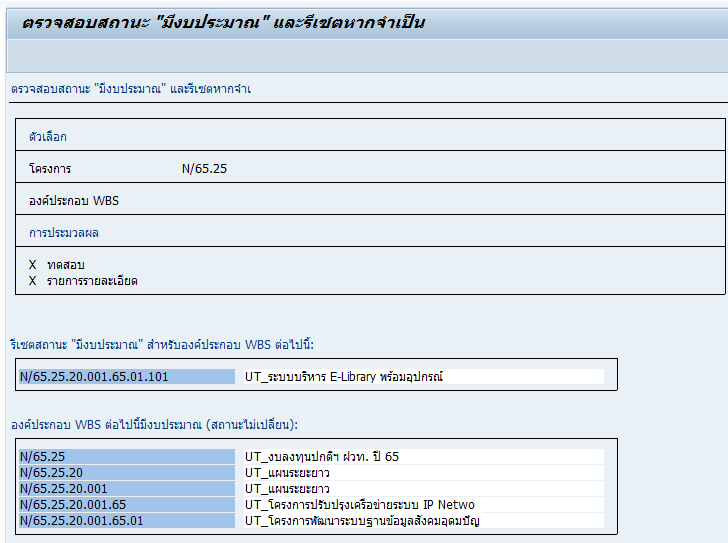 ตรวจสอบสถานะ "มีงบประมาณ" และรีเซตหากจำเป็น
ตรวจสอบสถานะ "มีงบประมาณ" และรีเซตหากจำเ
ตัวเลือก
โครงการ N/65.25
องค์ประกอบ WBS
การประมวลผล
X ทดสอบ
X รายการรายละเอียด
รีเซตสถานะ "มีงบประมาณ" สำหรับองค์ประกอบ WBS ต่อไปนี้:
N/65.25.20.001.65.01.101 UT_ระบบบริหาร E-Library พร้อมอุปกรณ์
องค์ประกอบ WBS ต่อไปนี้มีงบประมาณ (สถานะไม่เปลี่ยน):
N/65.25 UT_งบลงทุนปกติฯ ฝวท. ปี 65
N/65.25.20 UT_แผนระยะยาว
N/65.25.20.001 UT_แผนระยะยาว
N/65.25.20.001.65 UT_โครงการปรับปรุงเครือข่ายระบบ IP Netwo
N/65.25.20.001.65.01 UT_โครงการพัฒนาระบบฐานข้อมูลสังคมอุดมปัญ